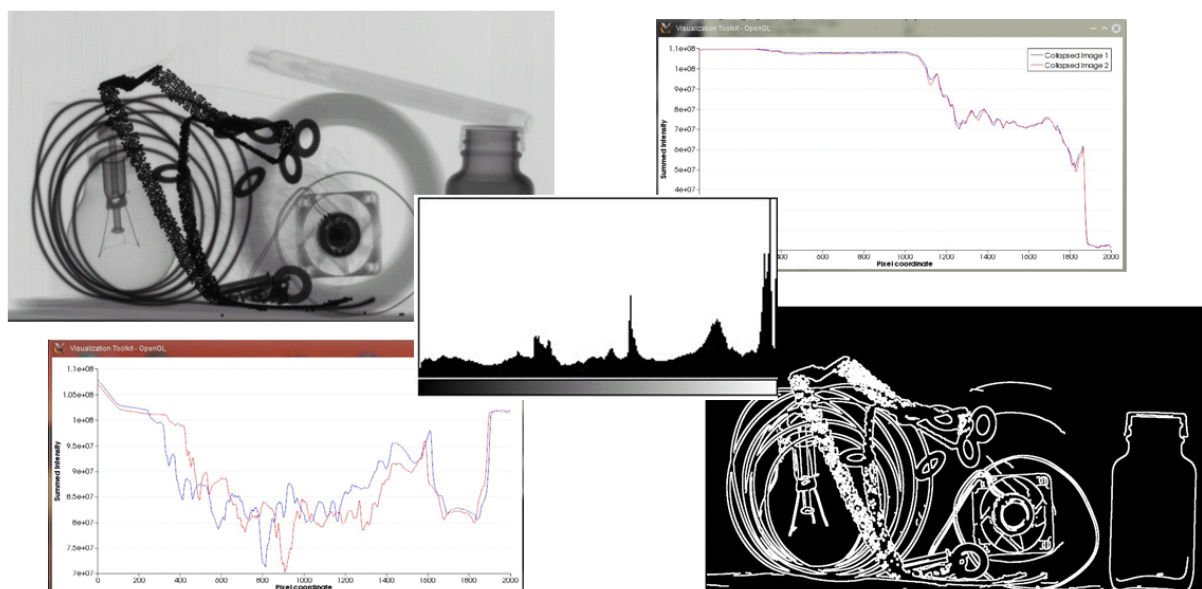 Visualization Toolkit - OpenGL
1.1e+08
1e+08
9e+07
8e+07
7e+07
6e+07
5e+07
4e+07
Summed Intensity
Collapsed Image 1
Collapsed Image 2
400
600
800
1000
1200
1400
1600
1800
2000
Pixel coordinate
Visualization Toolkit - OpenGL
1.1e+08
1.05e+08
1e+08
9.5e+07
9e+07
8.5e+07
8e+07
7.5e+07
7e+07
Summed Intensity
0
200
400
600
800
1000
1200
1400
1600
1800
2000
Pixel coordinate